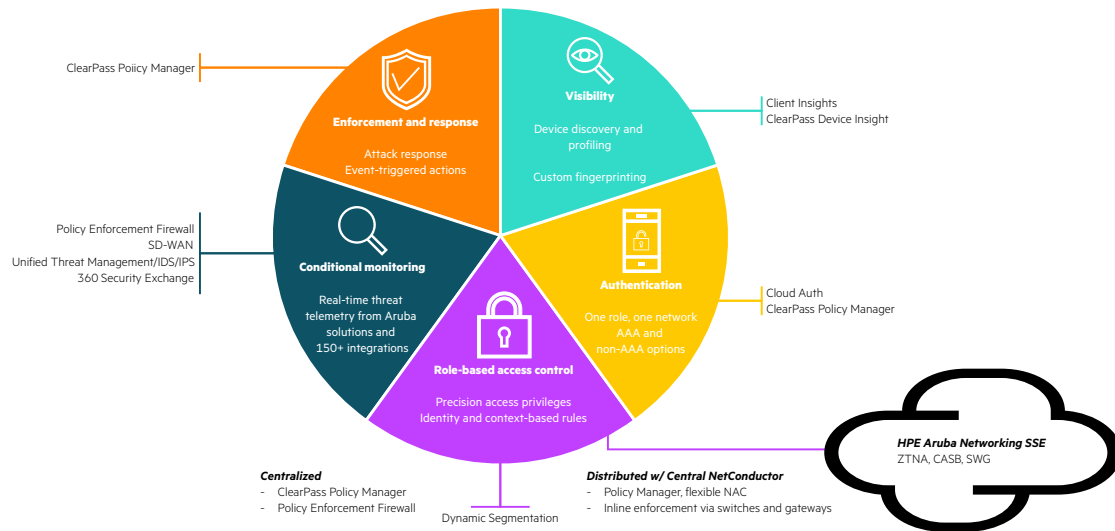 ClearPass Poiicy Manager
Enforcement and response
Attack response
Event-triggered actions
Visibility
Device discovery and
profiling
Custom fingerprinting
Client Insights
ClearPass Device Insight
Policy Enforcement Firewall
SD-WAN
Unified Threat Management/IDS/IPS
360 Security Exchange
Conditional monitoring
Real-time threat
telemetry from Aruba
solutions and
150+ integrations
Authentication
One role, one network
AAA and
non-AAA options
Cloud Auth
ClearPass Policy Manager
Role-based access control
Precision access privileges
Identity and context-based rules
HPE Aruba Networking SSE
ZTNA, CASB, SWG
Centralized
- ClearPass Policy Manager
- Policy Enforcement Firewall
Dynamic Segmentation
Distributed w/ Central NetConductor
- Policy Manager, flexible NAC
- Inline enforcement via switches and gateways